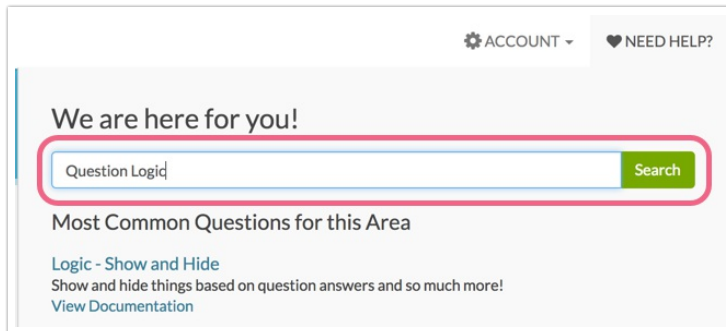 ACCOUNT NEED HELP?
We are here for you!
Question Logic Search
Most Common Questions for this Area
Logic - Show and Hide
Show and hide things based on question answers and so much more!
View Documentation